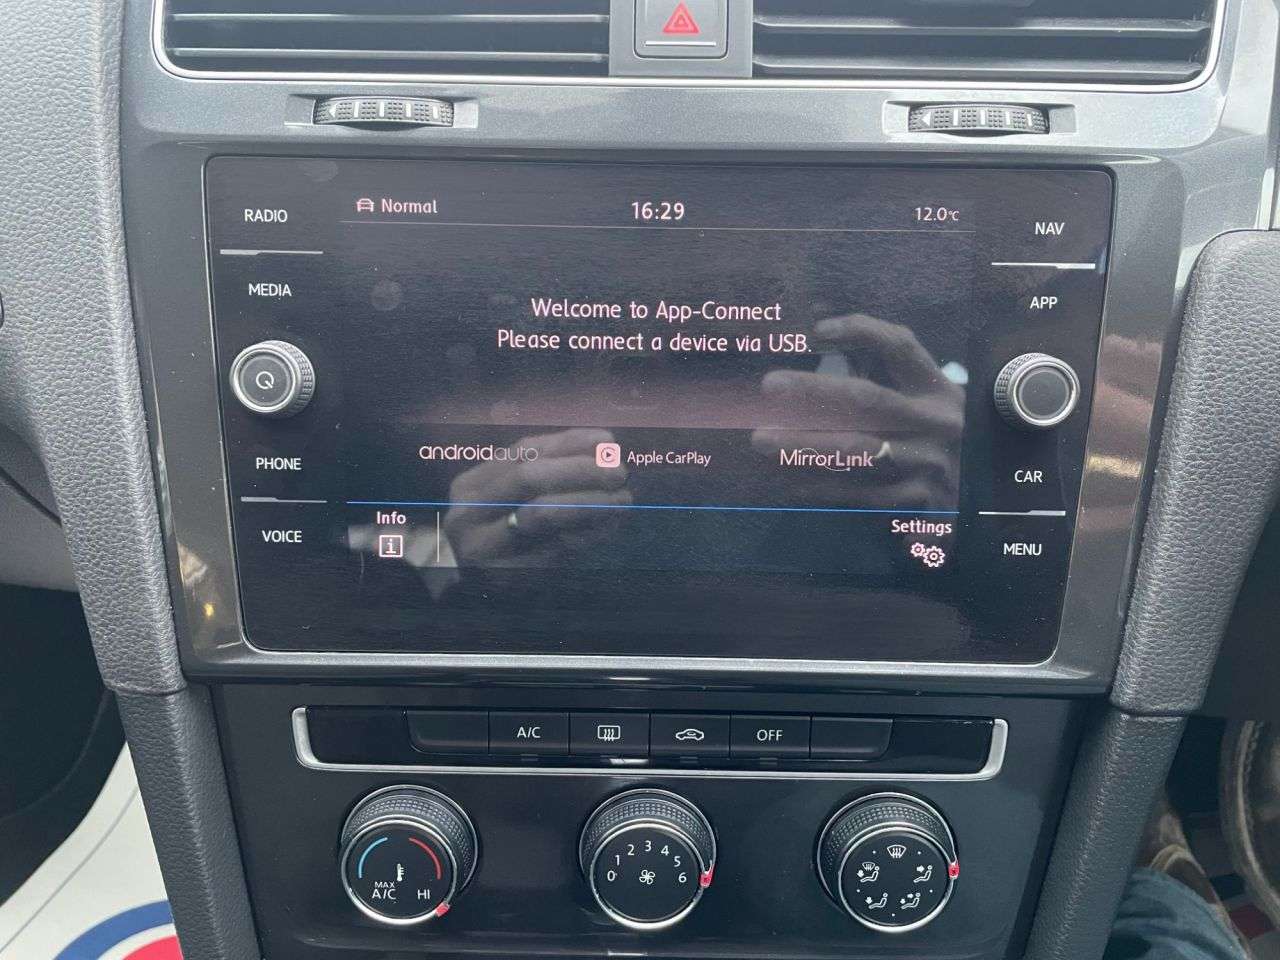 RADIO
MEDIA
PHONE
VOICE
Normal
16:29
12.0°C
Welcome to App-Connect
Please connect a device via USB.
androidauto
Apple CarPlay
MirrorLink
Info
i
Settings
NAV
APP
CAR
MENU
A/C
OFF
MAX
A/C
HI
0 1 2 3 4 5 6